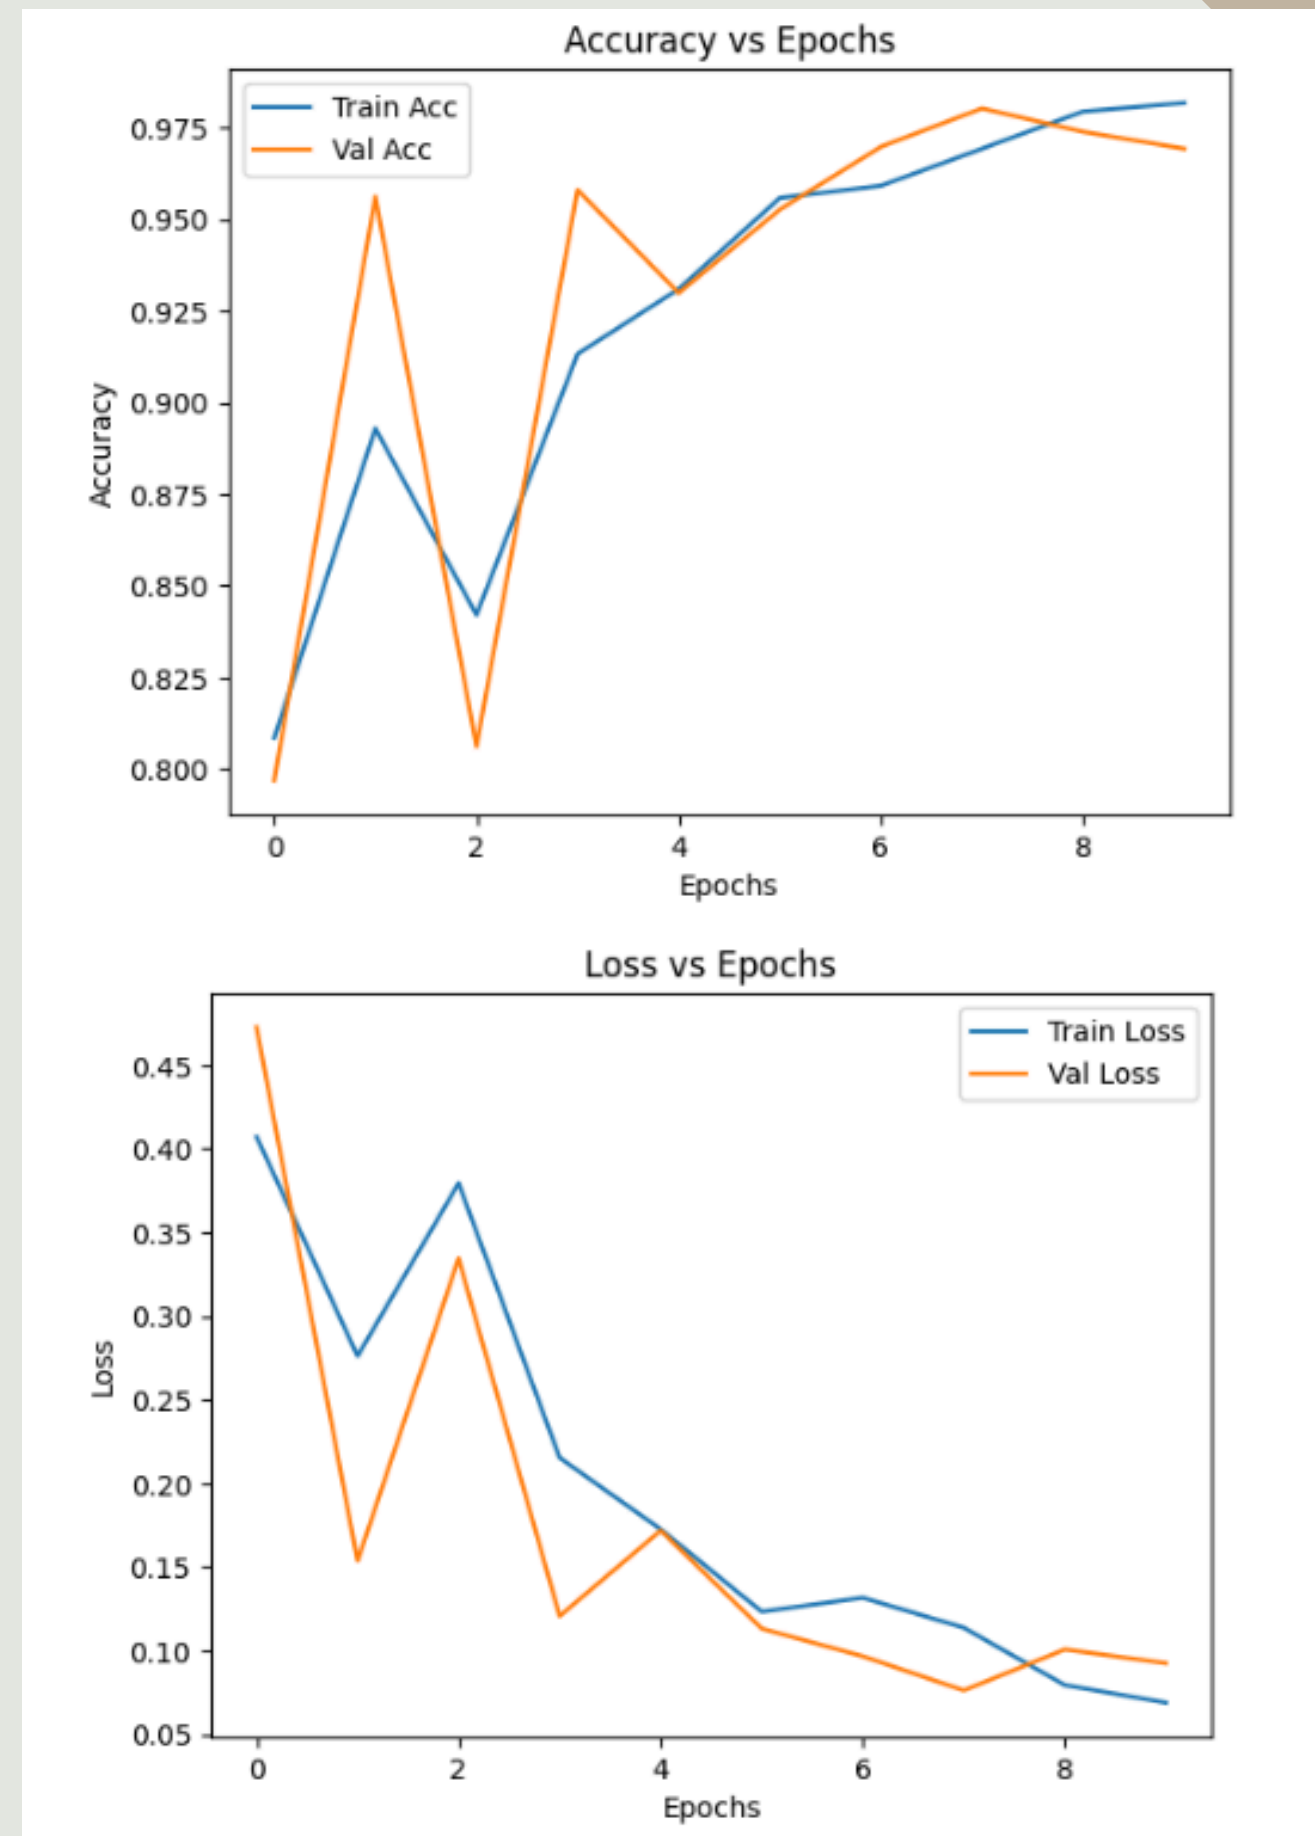 Accuracy vs Epochs
Train Acc
Val Acc
0.975
0.950
0.925
0.900
0.875
0.850
0.825
0.800
Accuracy
0 2 4 6 8
Epochs
Loss vs Epochs
Train Loss
Val Loss
0.45
0.40
0.35
0.30
0.25
0.20
0.15
0.10
0.05
Loss
0 2 4 6 8
Epochs